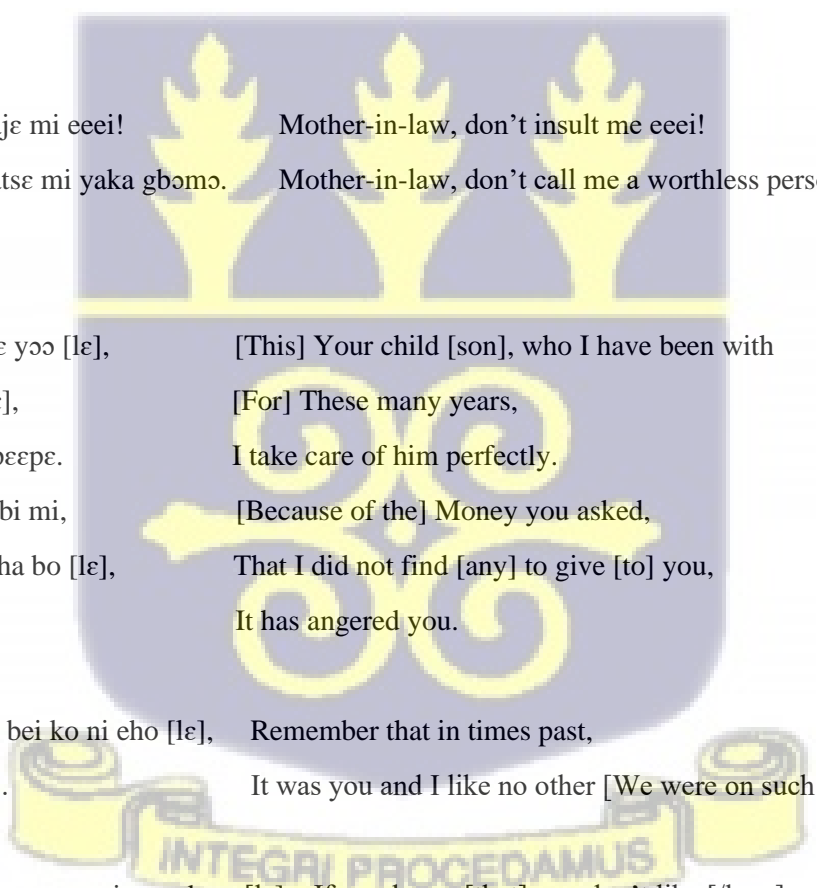 jɛ mi eeei! Mother-in-law, don't insult me eeei!
tsɛ mi yaka gbɔmɔ. Mother-in-law, don't call me a worthless
yɔɔ [lɛ], [This] Your child [son], who I have been with
[For] These many years,
I take care of him perfectly.
bi mi, [Because of the] Money you asked,
ha bo [lɛ], That I did not find [any] to give [to] you,
It has angered you.
bei ko ni eho [lɛ], Remember that in times past,
It was you and I like no other [We were on such
INTEGRI PROCEDAMUS